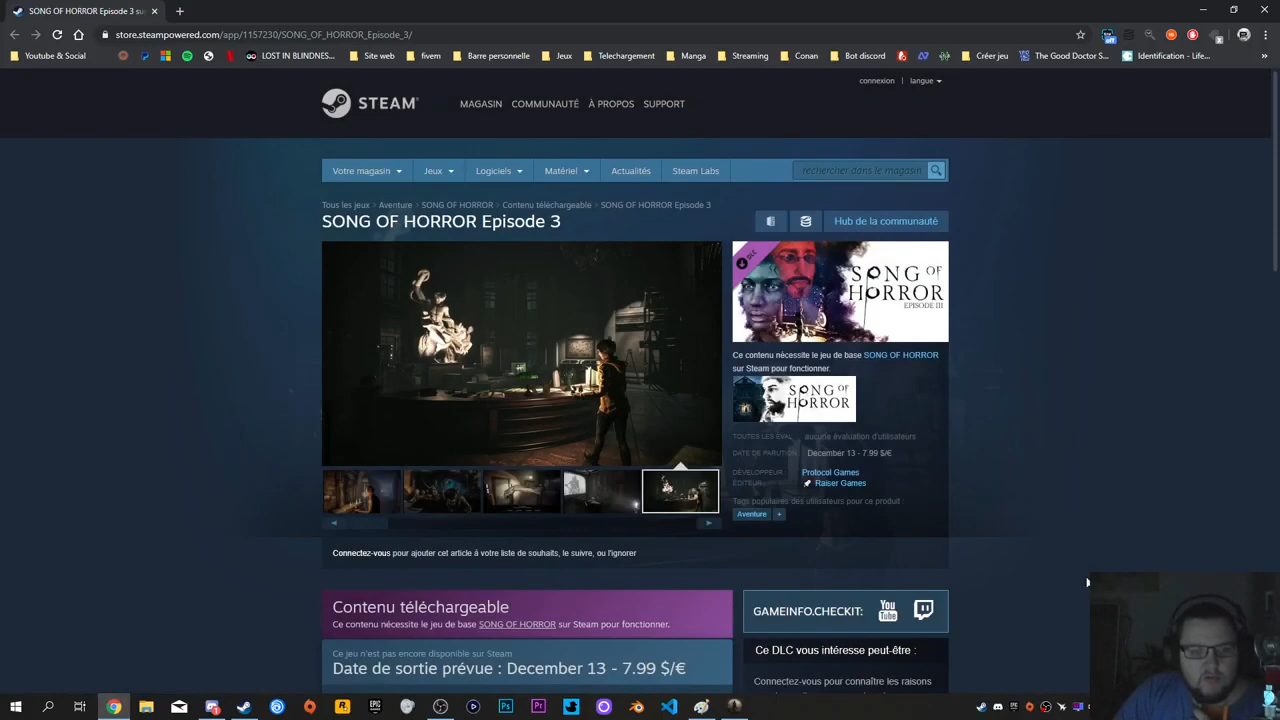 SONG OF HORROR Episode 3 su
store.steampowered.com/app/1157230/SONG_OF_HORROR_Episode_3/
Youtube & Social
LOST IN BLINDNES...
Site web
fivem
Barre personnelle
Jeux
Telechargement
Manga
Streaming
Conan
Bot discord
Créer jeu
The Good Doctor S...
Identification - Le...
connexion | langue
STEAM
MAGASIN COMMUNAUTÉ À PROPOS SUPPORT
Votre magasin Jeux Logiciels Matériel Actualités Steam Labs rechercher dans le magasin
Tous les jeux > Aventure > SONG OF HORROR > Contenu téléchargeable > SONG OF HORROR Episode 3
SONG OF HORROR Episode 3
Hub de la communauté
DLC
SONG OF
HORROR
EPISODE III
Ce contenu nécessite le jeu de base SONG OF HORROR
sur Steam pour fonctionner.
SONG OF
HORROR
TOUTES LES ÉVAL. aucune évaluation d'utilisateurs
DATE DE PARUTION December 13 - 7.99 $/€
DÉVELOPPEUR Protocol Games
ÉDITEUR Raiser Games
Tags populaires des utilisateurs pour ce produit :
Aventure +
Connectez-vous pour ajouter cet article à votre liste de souhaits, le suivre, ou l'ignorer
Contenu téléchargeable
Ce contenu nécessite le jeu de base SONG OF HORROR sur Steam pour fonctionner.
GAMEINFO.CHECKIT: You Tube
Ce jeu n'est pas encore disponible sur Steam
Date de sortie prévue : December 13 - 7.99 $/€
Ce DLC vous intéresse peut-être :
Connectez-vous pour connaître les raisons